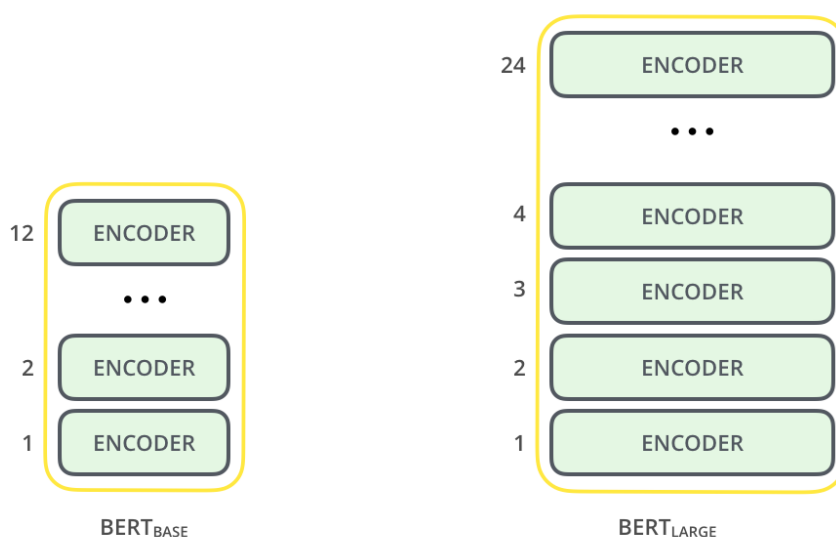 12 ENCODER
...
2 ENCODER
1 ENCODER
BERTBASE
24 ENCODER
...
4 ENCODER
3 ENCODER
2 ENCODER
1 ENCODER
BERTLARGE